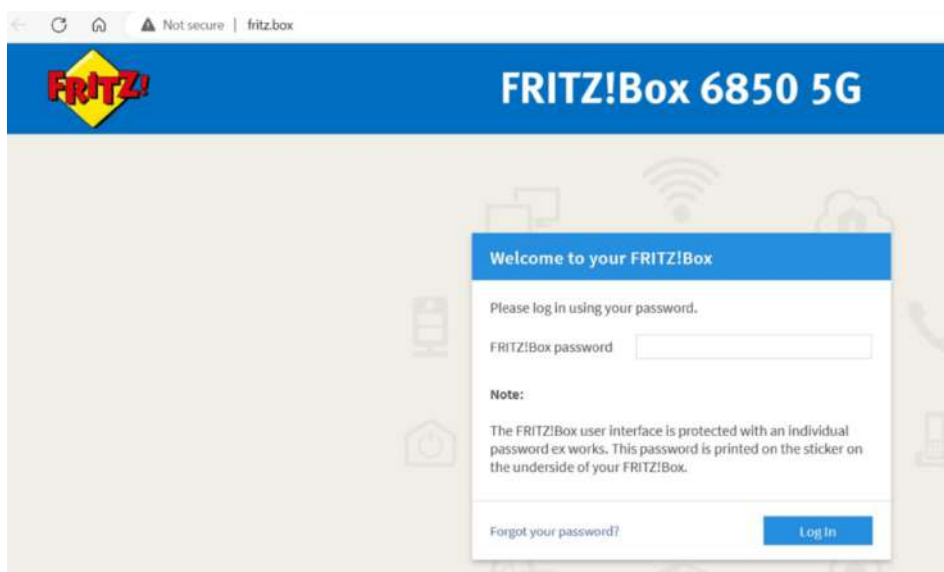 Not secure | fritz.box
FRITZ!
FRITZ!Box 6850 5G
Welcome to your FRITZ!Box
Please log in using your password.
FRITZ!Box password
Note:
The FRITZ!Box user interface is protected with an individual
password ex works. This password is printed on the sticker on
the underside of your FRITZ!Box.
Forgot your password?
Log In